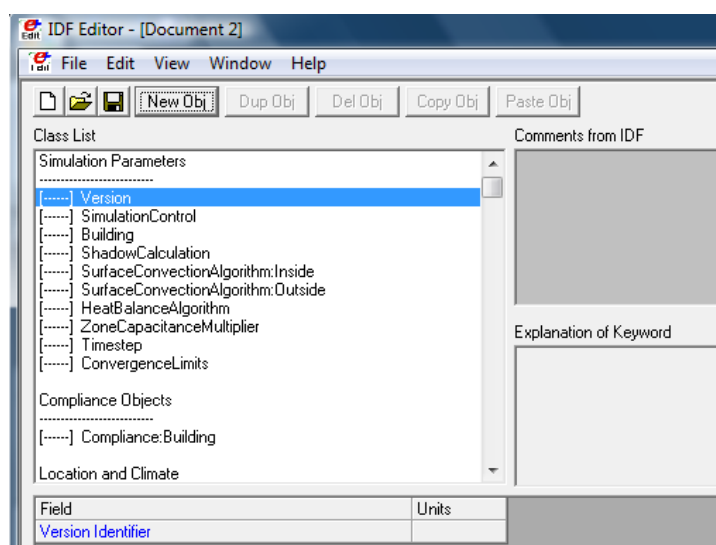 IDF Editor - [Document 2]
File Edit View Window Help
New Obj Dup Obj Del Obj Copy Obj Paste Obj
Class List
Comments from IDF
Simulation Parameters
---------------------------
[------] Version
[------] SimulationControl
[------] Building
[------] ShadowCalculation
[------] SurfaceConvectionAlgorithm:Inside
[------] SurfaceConvectionAlgorithm:Outside
[------] HeatBalanceAlgorithm
[------] ZoneCapacitanceMultiplier
[------] Timestep
[------] ConvergenceLimits
Compliance Objects
---------------------------
[------] Compliance:Building
Location and Climate
Explanation of Keyword
Field Units
Version Identifier